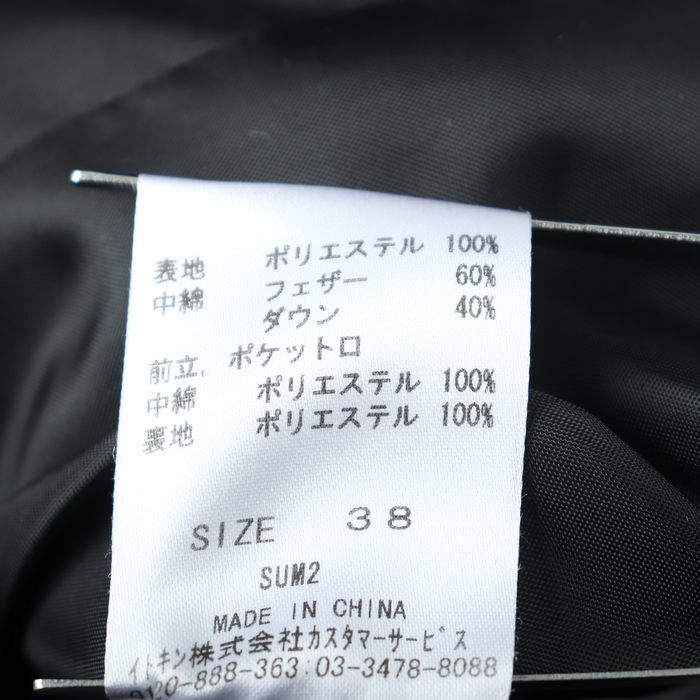 表地 ポリエステル 100%
中綿 フェザー 60%
ダウン 40%
前立、ポケット口
中綿 ポリエステル 100%
裏地 ポリエステル 100%
SIZE 38
SUM2
MADE IN CHINA
イトキン株式会社カスタマーサービス
0120-888-363:03-3478-8088